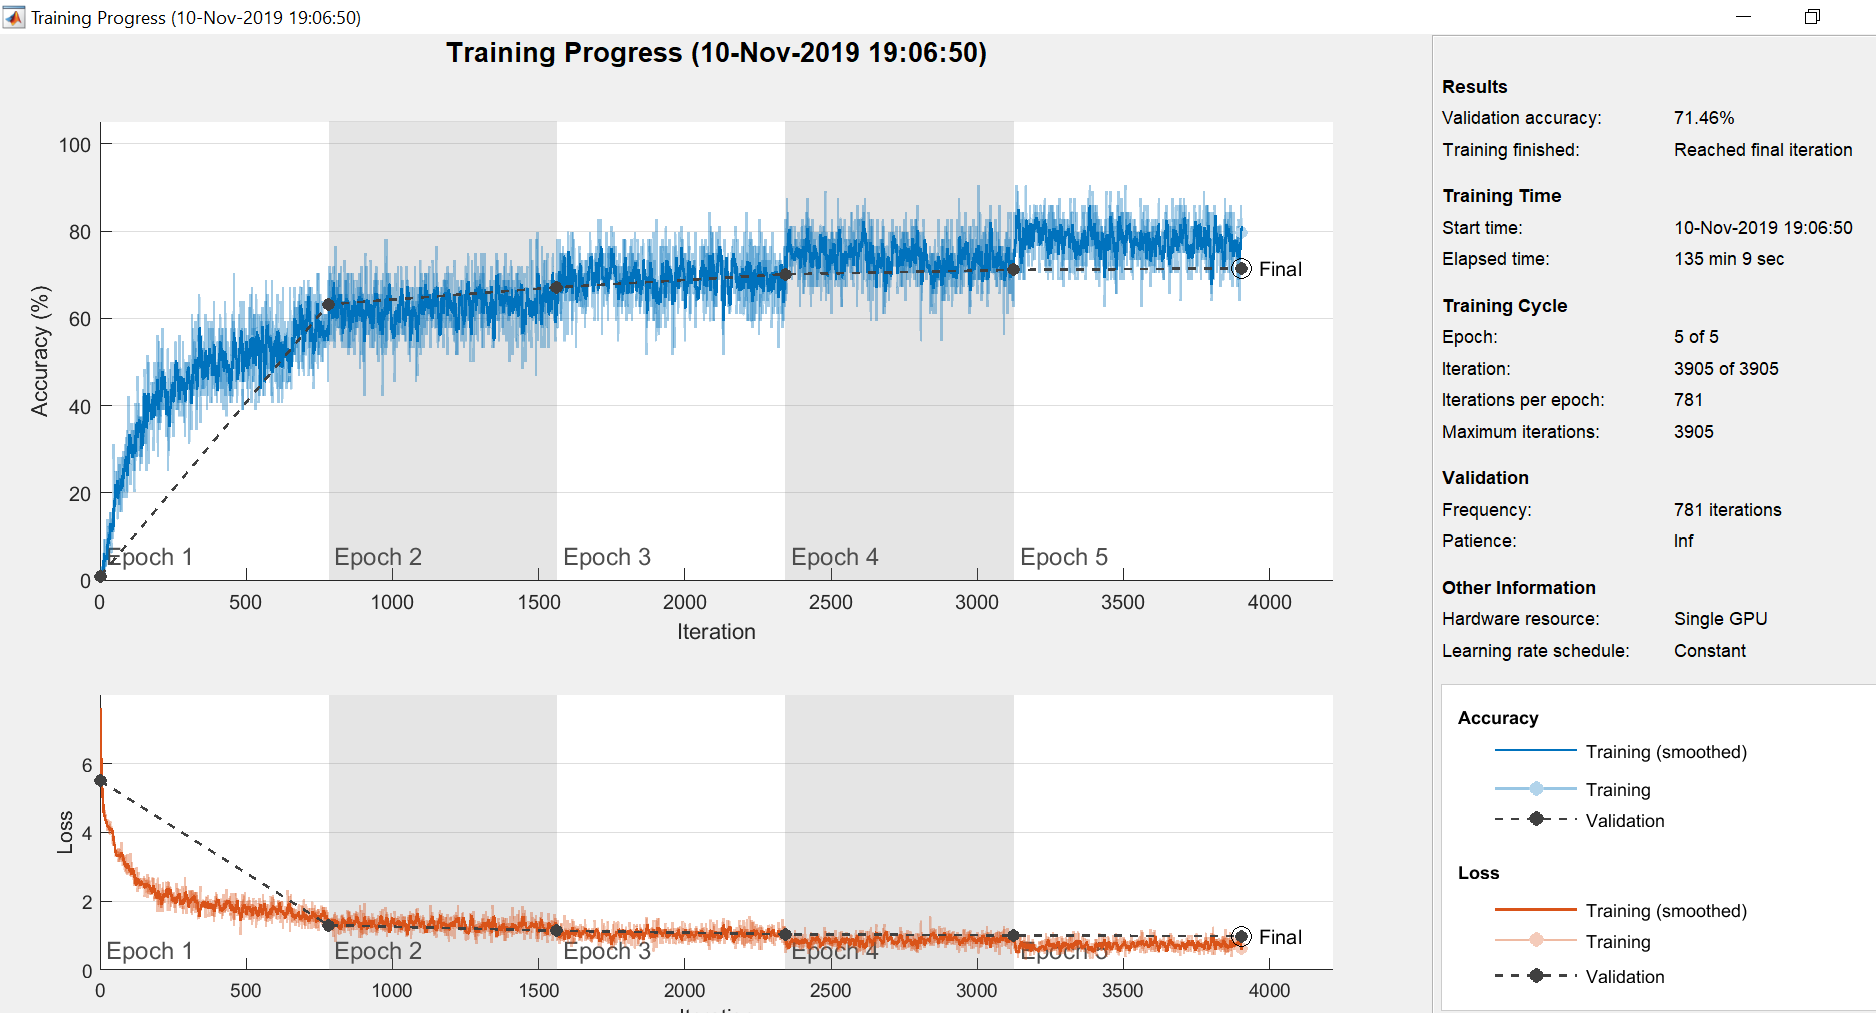 Training Progress (10-Nov-2019 19:06:50)
Training Progress (10-Nov-2019 19:06:50)
Accuracy (%)
100
80
60
40
20
0
Final
Epoch 1
Epoch 2
Epoch 3
Epoch 4
Epoch 5
0 500 1000 1500 2000 2500 3000 3500 4000
Iteration
Loss
6
4
2
0
Final
Epoch 1
Epoch 2
Epoch 3
Epoch 4
Epoch 5
0 500 1000 1500 2000 2500 3000 3500 4000
Results
Validation accuracy: 71.46%
Training finished: Reached final iteration
Training Time
Start time: 10-Nov-2019 19:06:50
Elapsed time: 135 min 9 sec
Training Cycle
Epoch: 5 of 5
Iteration: 3905 of 3905
Iterations per epoch: 781
Maximum iterations: 3905
Validation
Frequency: 781 iterations
Patience: Inf
Other Information
Hardware resource: Single GPU
Learning rate schedule: Constant
Accuracy
Training (smoothed)
Training
Validation
Loss
Training (smoothed)
Training
Validation